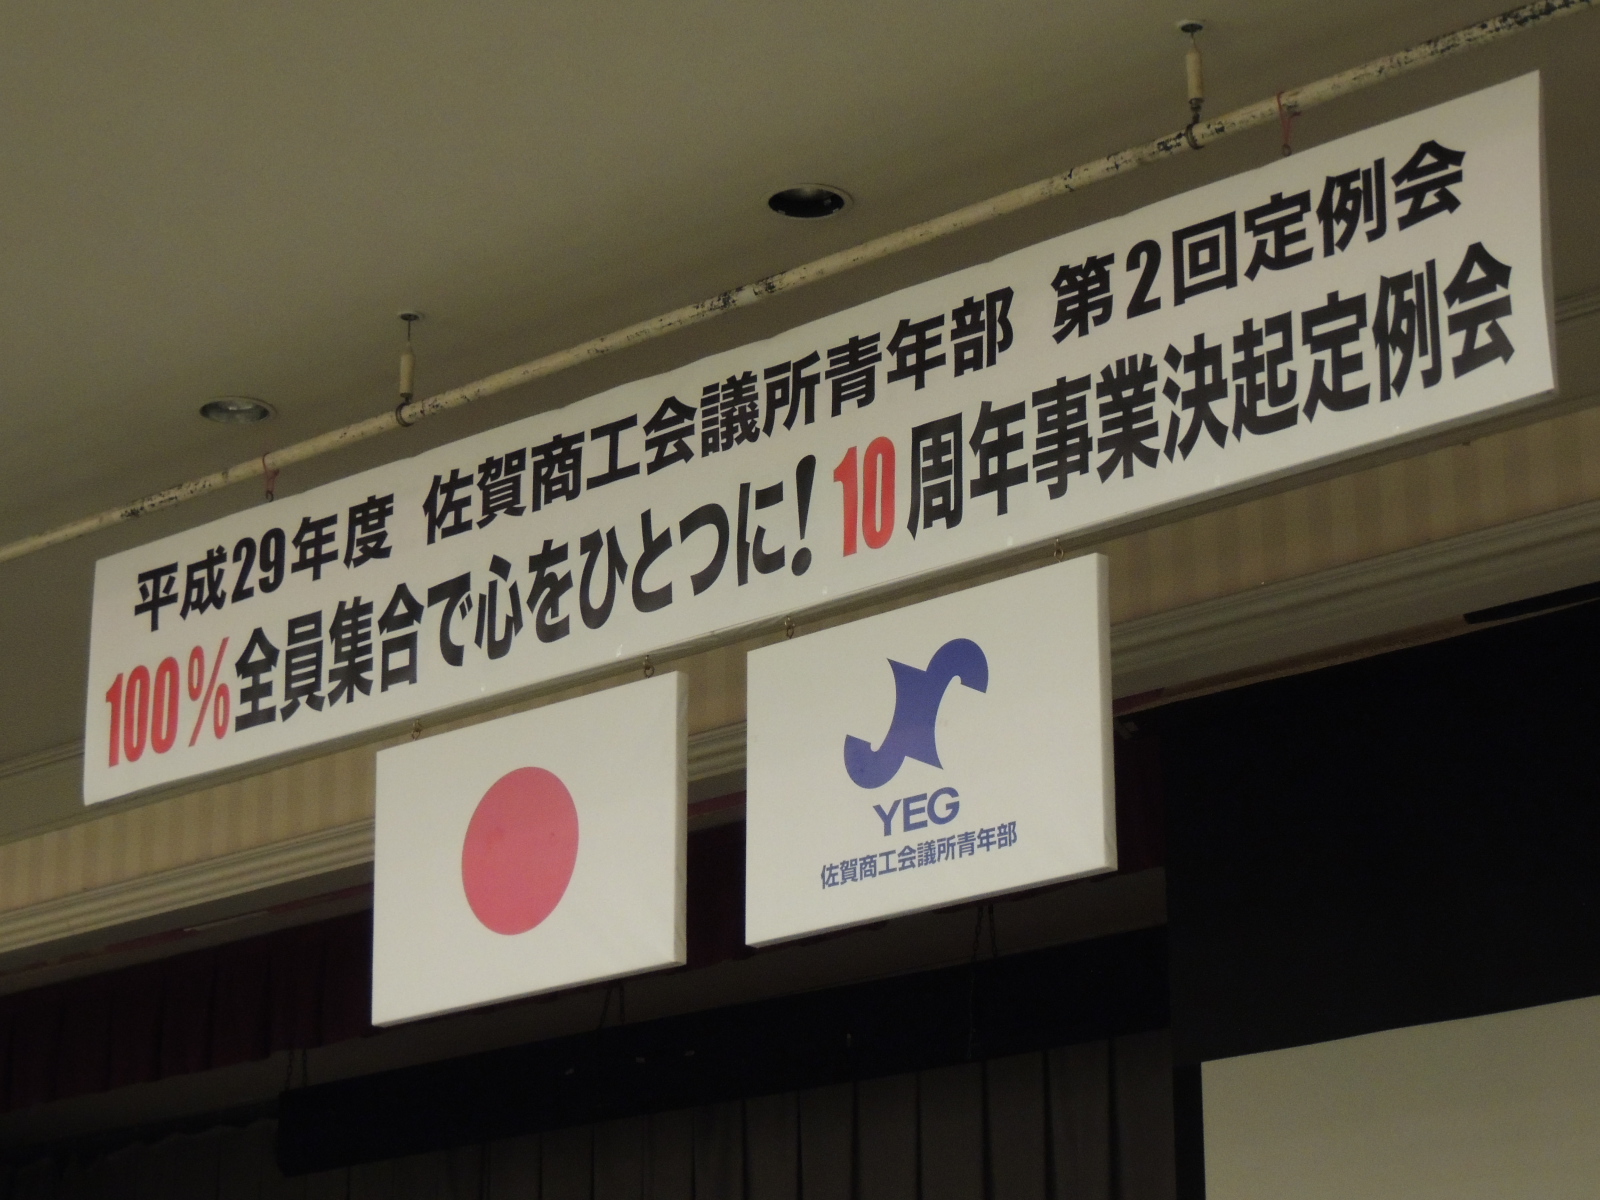 平成29年度 佐賀商工会議所青年部 第2回定例会
100%全員集合で心をひとつに!10周年事業決起定例会
YEG
佐賀商工会議所青年部